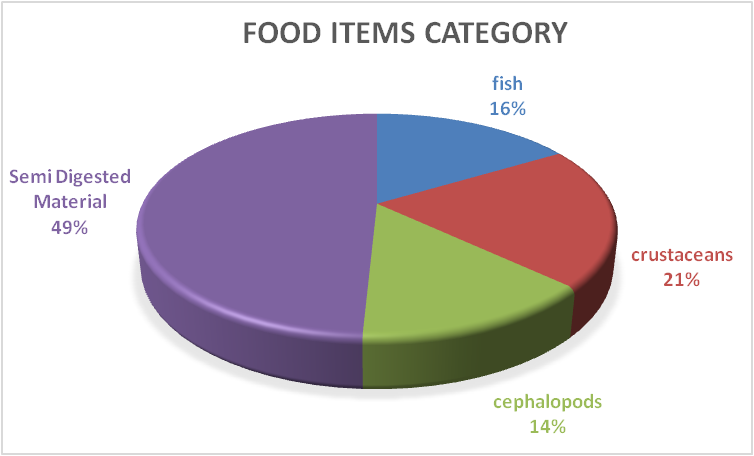 FOOD ITEMS CATEGORY
fish
16%
Semi Digested
Material
49%
crustaceans
21%
cephalopods
14%